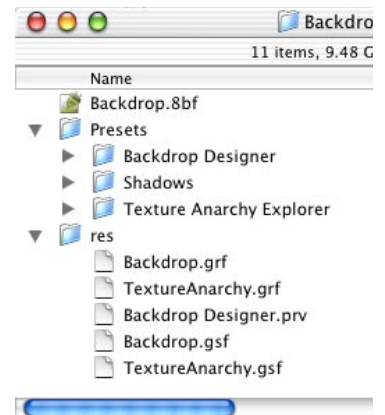 Backdro
11 items, 9.48 G
Name
Backdrop.8bf
Presets
Backdrop Designer
Shadows
Texture Anarchy Explorer
res
Backdrop.grf
TextureAnarchy.grf
Backdrop Designer.prv
Backdrop.gsf
TextureAnarchy.gsf